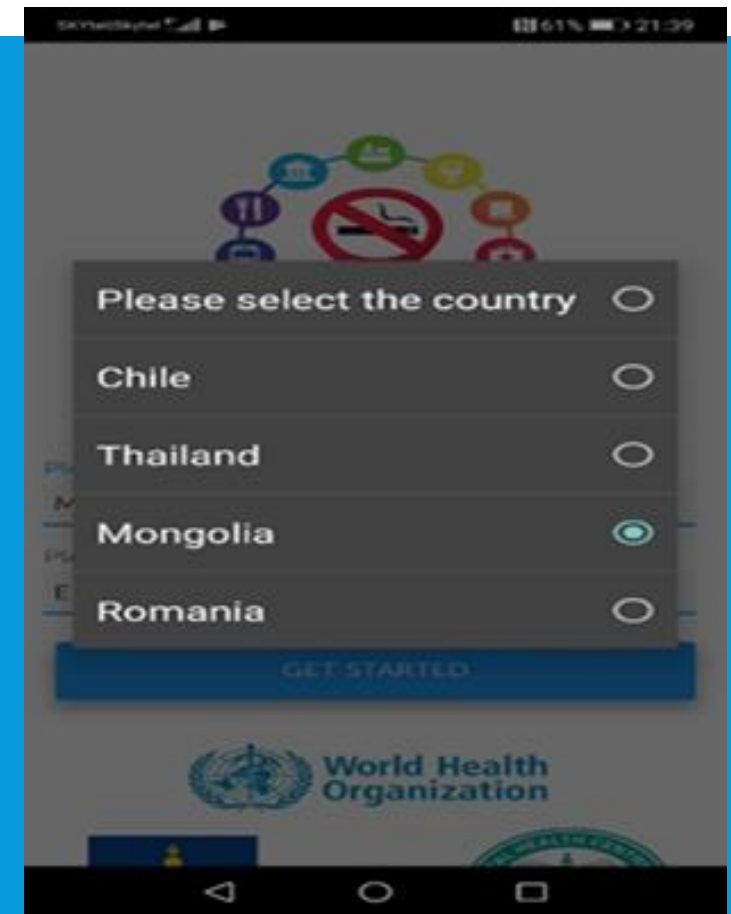 61% 21:39
Please select the country
Chile
Thailand
Mongolia
Romania
GET STARTED
World Health
Organization